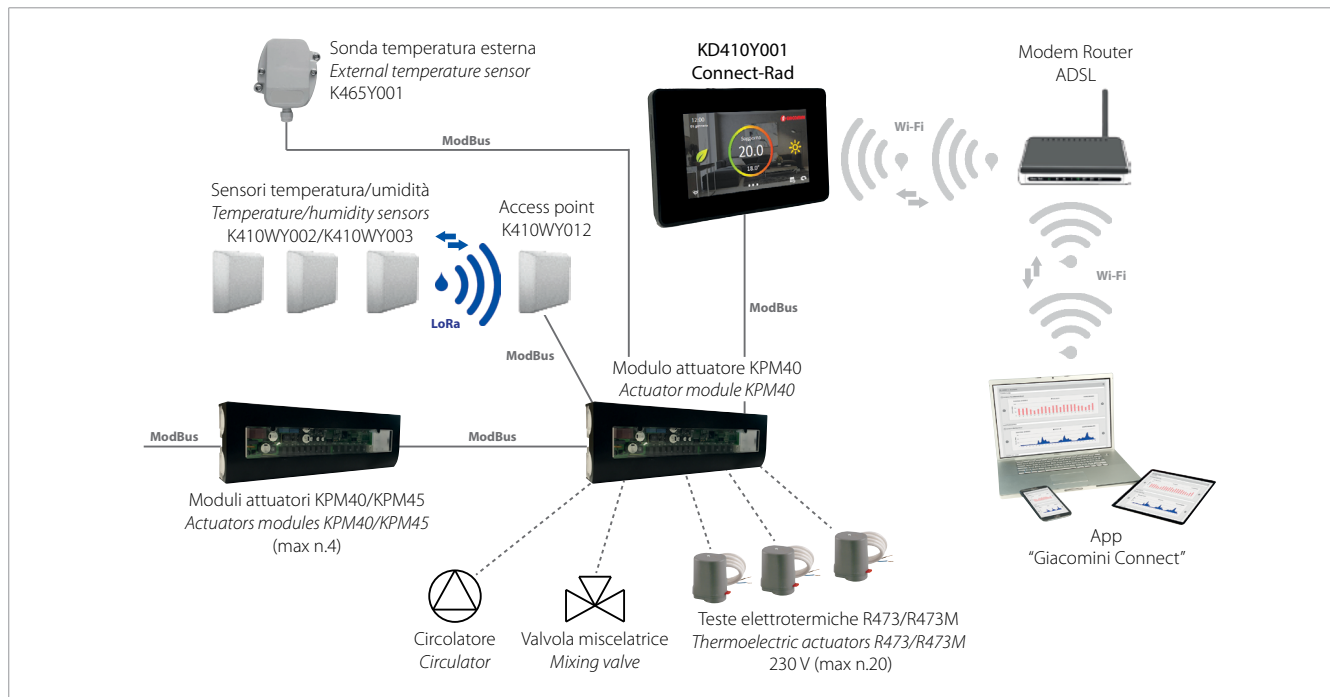 Sonda temperatura esterna
External temperature sensor
K465Y001
KD410Y001
Connect-Rad
Modem Router
ADSL
ModBus
Wi-Fi
Soggiorno
20.0
18.0°
Sensori temperatura/umidità
Temperature/humidity sensors
K410WY002/K410WY003
Access point
K410WY012
LoRa
ModBus
ModBus
Wi-Fi
Modulo attuatore KPM40
Actuator module KPM40
ModBus
ModBus
Moduli attuatori KPM40/KPM45
Actuators modules KPM40/KPM45
(max n.4)
App
“Giacomini Connect”
Circolatore
Circulator
Valvola miscelatrice
Mixing valve
Teste elettrotermiche R473/R473M
Thermoelectric actuators R473/R473M
230 V (max n.20)